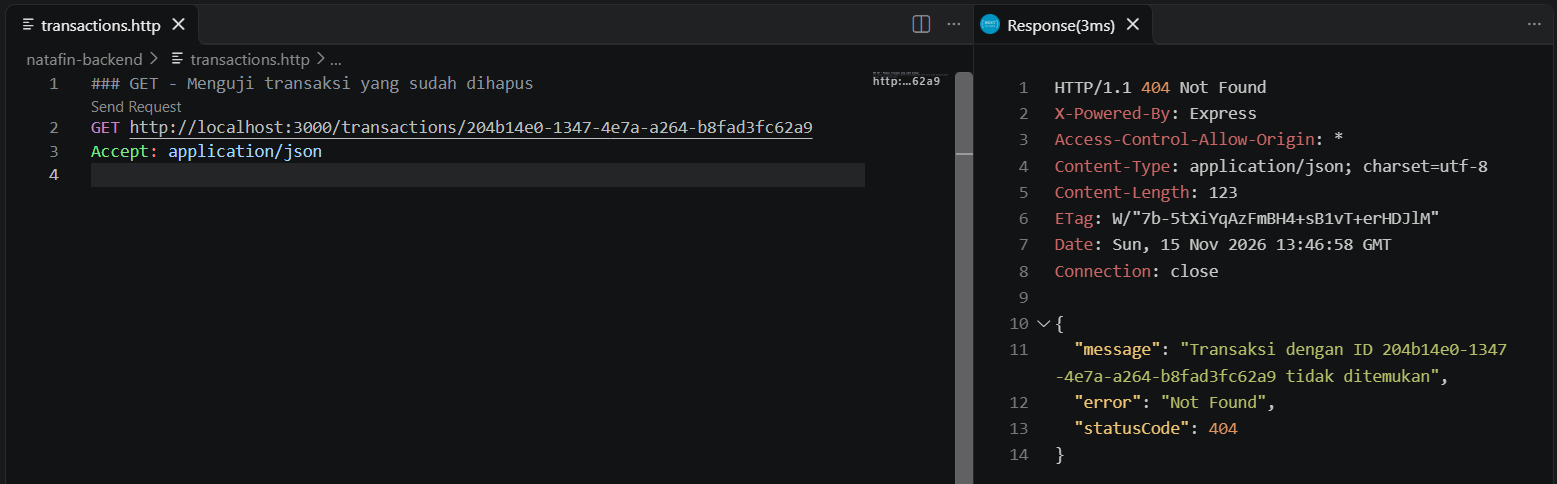 transactions.http
natafin-backend > transactions.http > ...
1 ### GET - Menguji transaksi yang sudah dihapus
Send Request
2 GET http://localhost:3000/transactions/204b14e0-1347-4e7a-a264-b8fad3fc62a9
3 Accept: application/json
4
http:...62a9
Response(3ms)
1 HTTP/1.1 404 Not Found
2 X-Powered-By: Express
3 Access-Control-Allow-Origin: *
4 Content-Type: application/json; charset=utf-8
5 Content-Length: 123
6 ETag: W/"7b-5tXiYqAzFmBH4+sB1vT+erHDJlM"
7 Date: Sun, 15 Nov 2026 13:46:58 GMT
8 Connection: close
9
10 {
11 "message": "Transaksi dengan ID 204b14e0-1347
-4e7a-a264-b8fad3fc62a9 tidak ditemukan",
12 "error": "Not Found",
13 "statusCode": 404
14 }